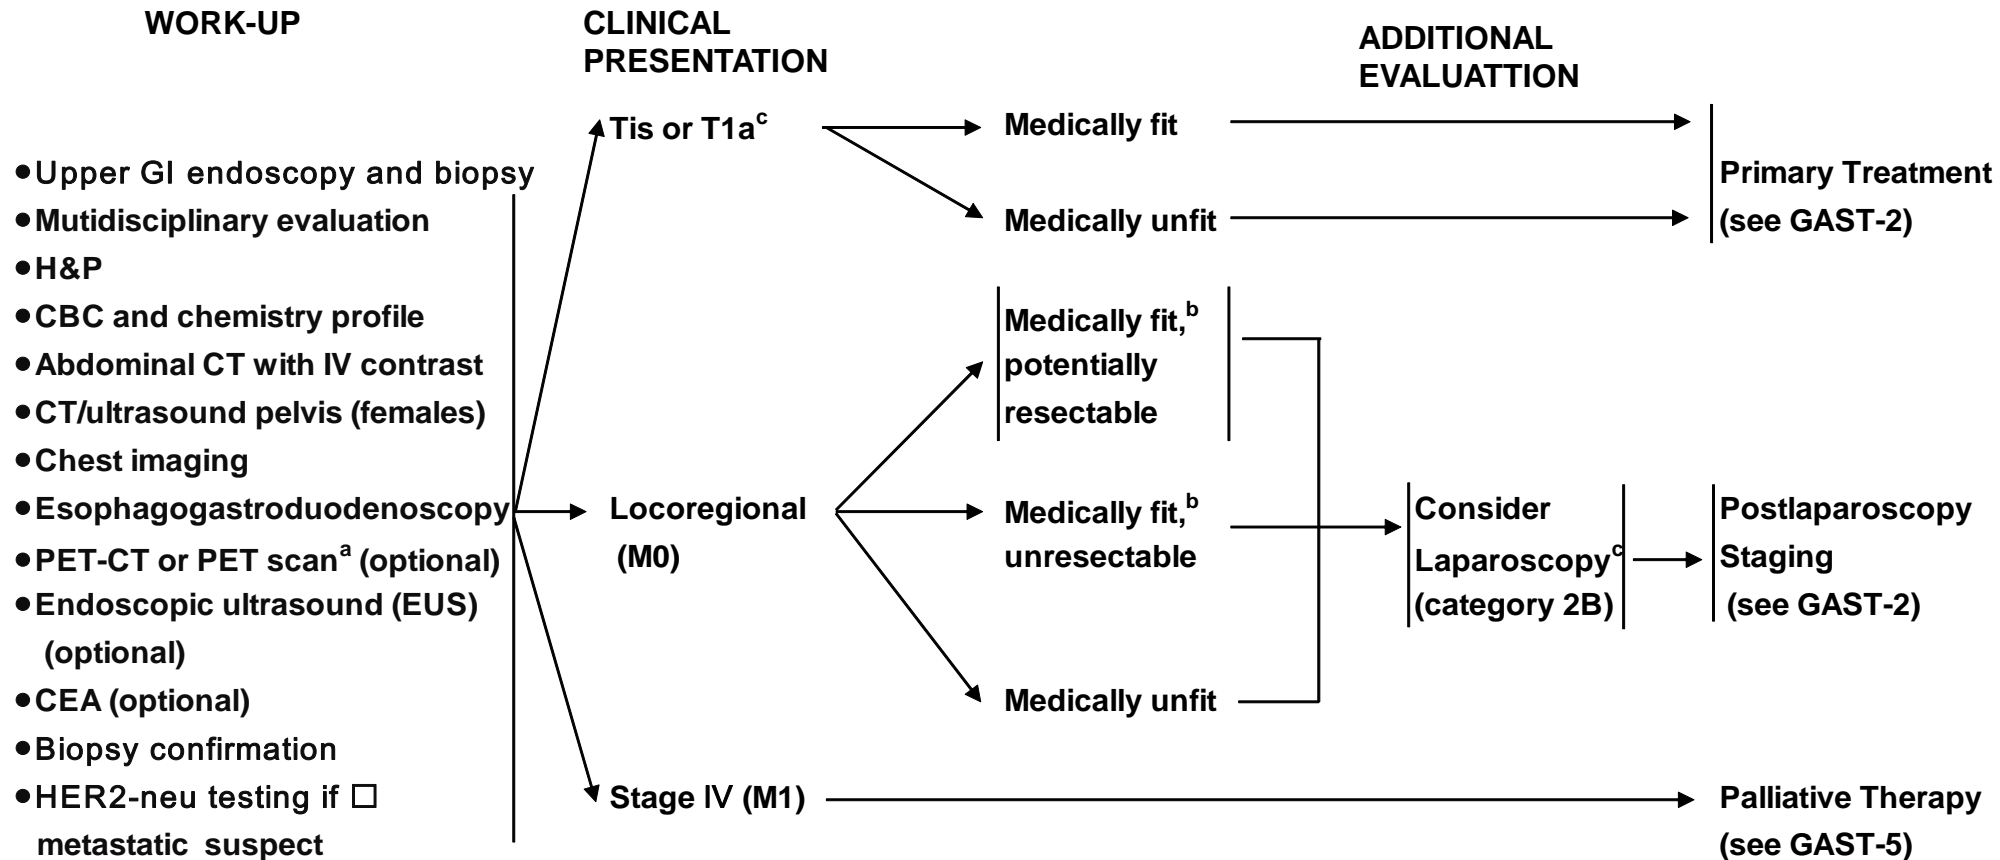 WORK-UP
CLINICAL
PRESENTATION
ADDITIONAL
EVALUATTION
●Upper GI endoscopy and biopsy
●Mutidisciplinary evaluation
●H&P
●CBC and chemistry profile
●Abdominal CT with IV contrast
●CT/ultrasound pelvis (females)
●Chest imaging
●Esophagogastroduodenoscopy
●PET-CT or PET scanᵃ (optional)
●Endoscopic ultrasound (EUS)
(optional)
●CEA (optional)
●Biopsy confirmation
●HER2-neu testing if □
metastatic suspect
Tis or T1aᶜ
Medically fit
Medically unfit
Primary Treatment
(see GAST-2)
Locoregional
(M0)
Medically fit,ᵇ
potentially
resectable
Medically fit,ᵇ
unresectable
Medically unfit
Consider
Laparoscopyᶜ
(category 2B)
Postlaparoscopy
Staging
(see GAST-2)
Stage IV (M1)
Palliative Therapy
(see GAST-5)